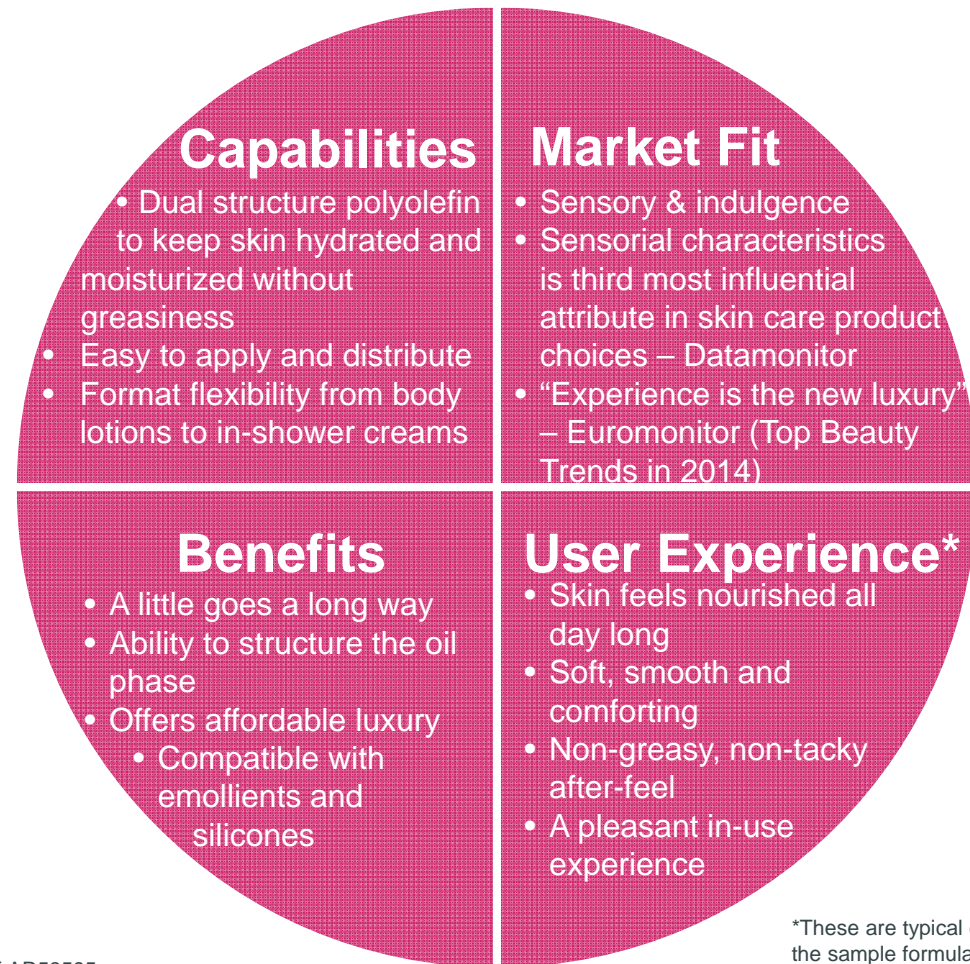 Capabilities
• Dual structure polyolefin
to keep skin hydrated and
moisturized without
greasiness
• Easy to apply and distribute
• Format flexibility from body
lotions to in-shower creams
Market Fit
• Sensory & indulgence
• Sensorial characteristics
is third most influential
attribute in skin care product
choices – Datamonitor
• “Experience is the new luxury”
– Euromonitor (Top Beauty
Trends in 2014)
Benefits
• A little goes a long way
• Ability to structure the oil
phase
• Offers affordable luxury
• Compatible with
emollients and
silicones
User Experience*
• Skin feels nourished all
day long
• Soft, smooth and
comforting
• Non-greasy, non-tacky
after-feel
• A pleasant in-use
experience
*These are typical
the sample formula